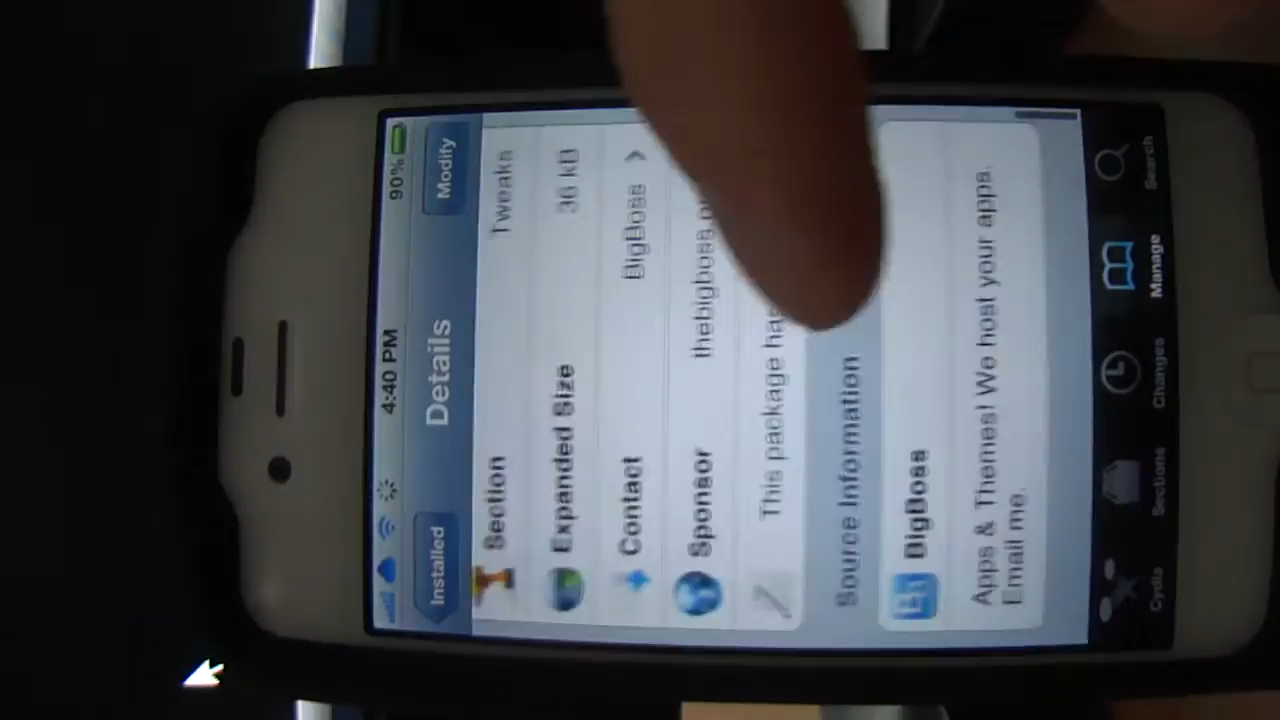 4:40 PM
90%
Installed
Details
Modify
Section
Tweaks
Expanded Size
36 kB
Contact
BigBoss
Sponsor
thebigboss.o
This package has
Source Information
BigBoss
Apps & Themes! We host your apps.
Email me.
Cydia
Sections
Changes
Manage
Search